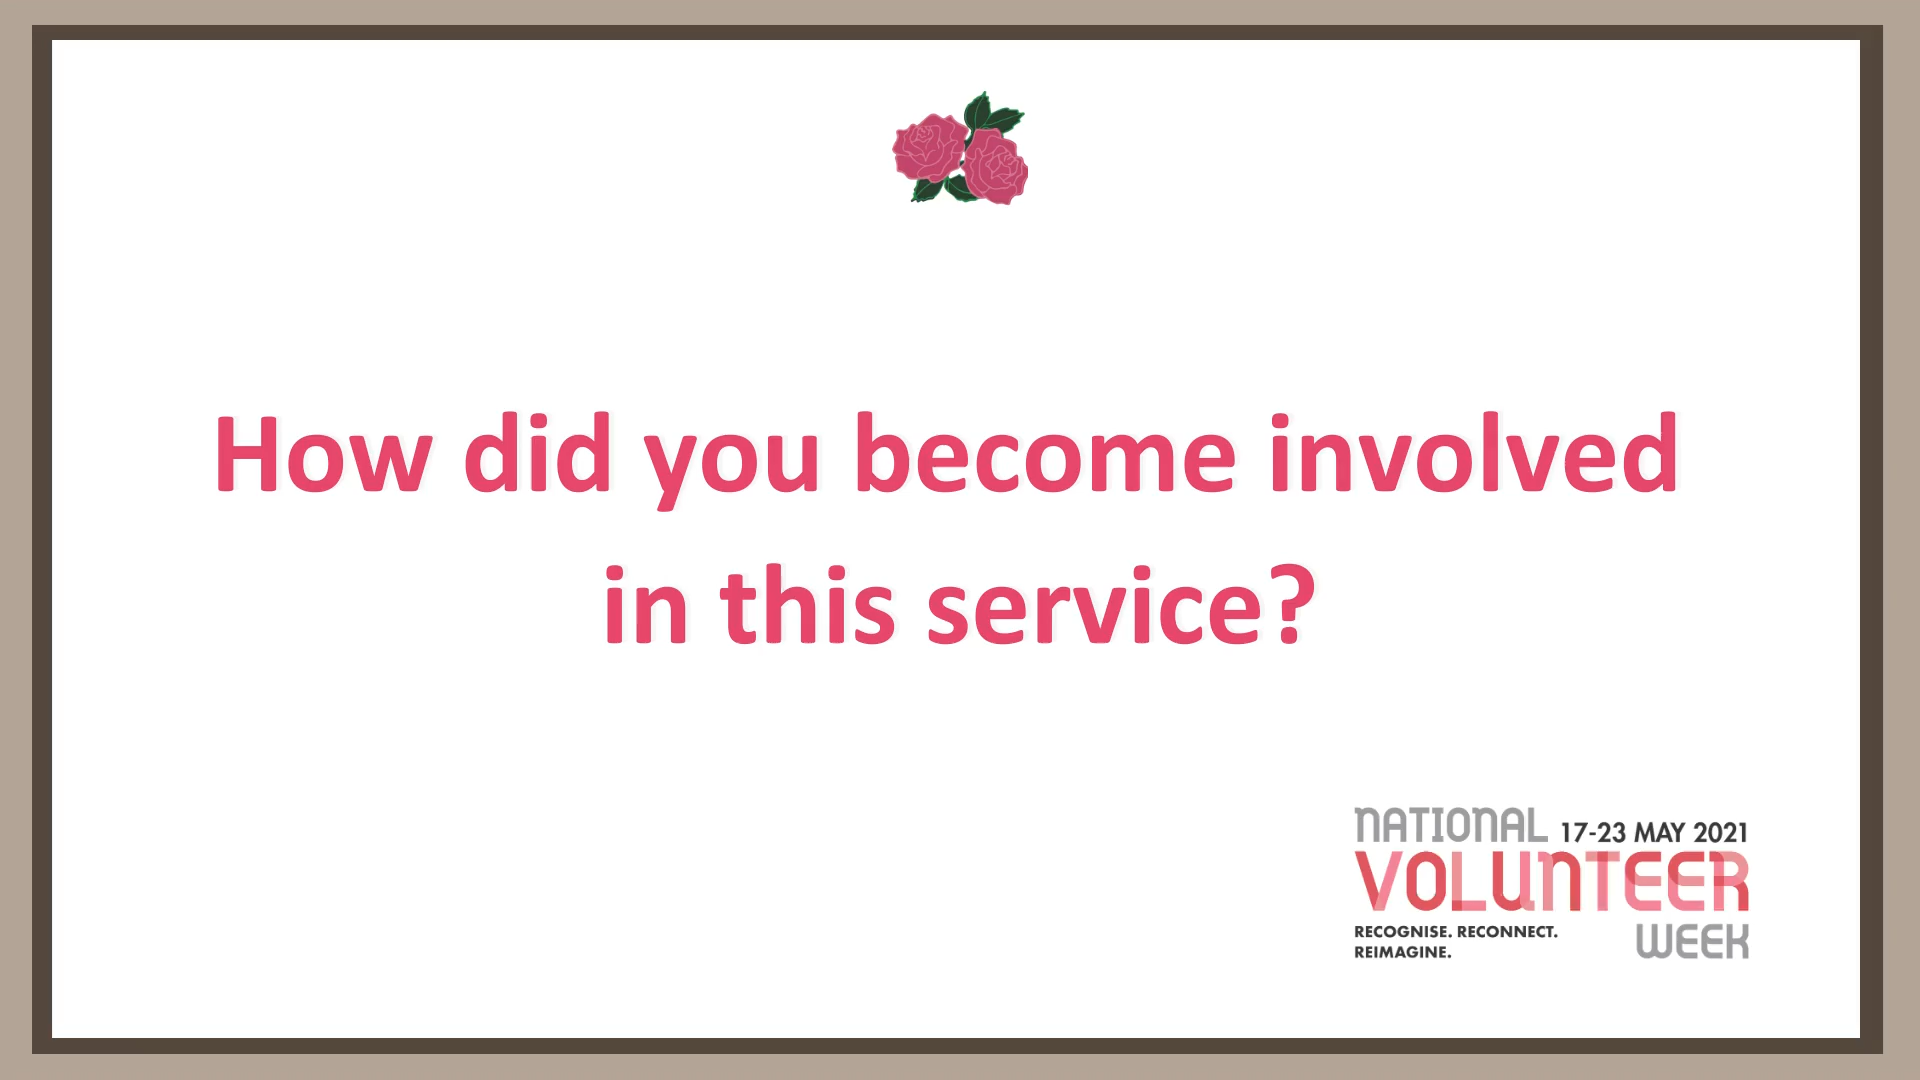 How did you become involved
in this service?
NATIONAL 17-23 MAY 2021
VOLUNTEER
RECOGNISE. RECONNECT.
REIMAGINE.
WEEK